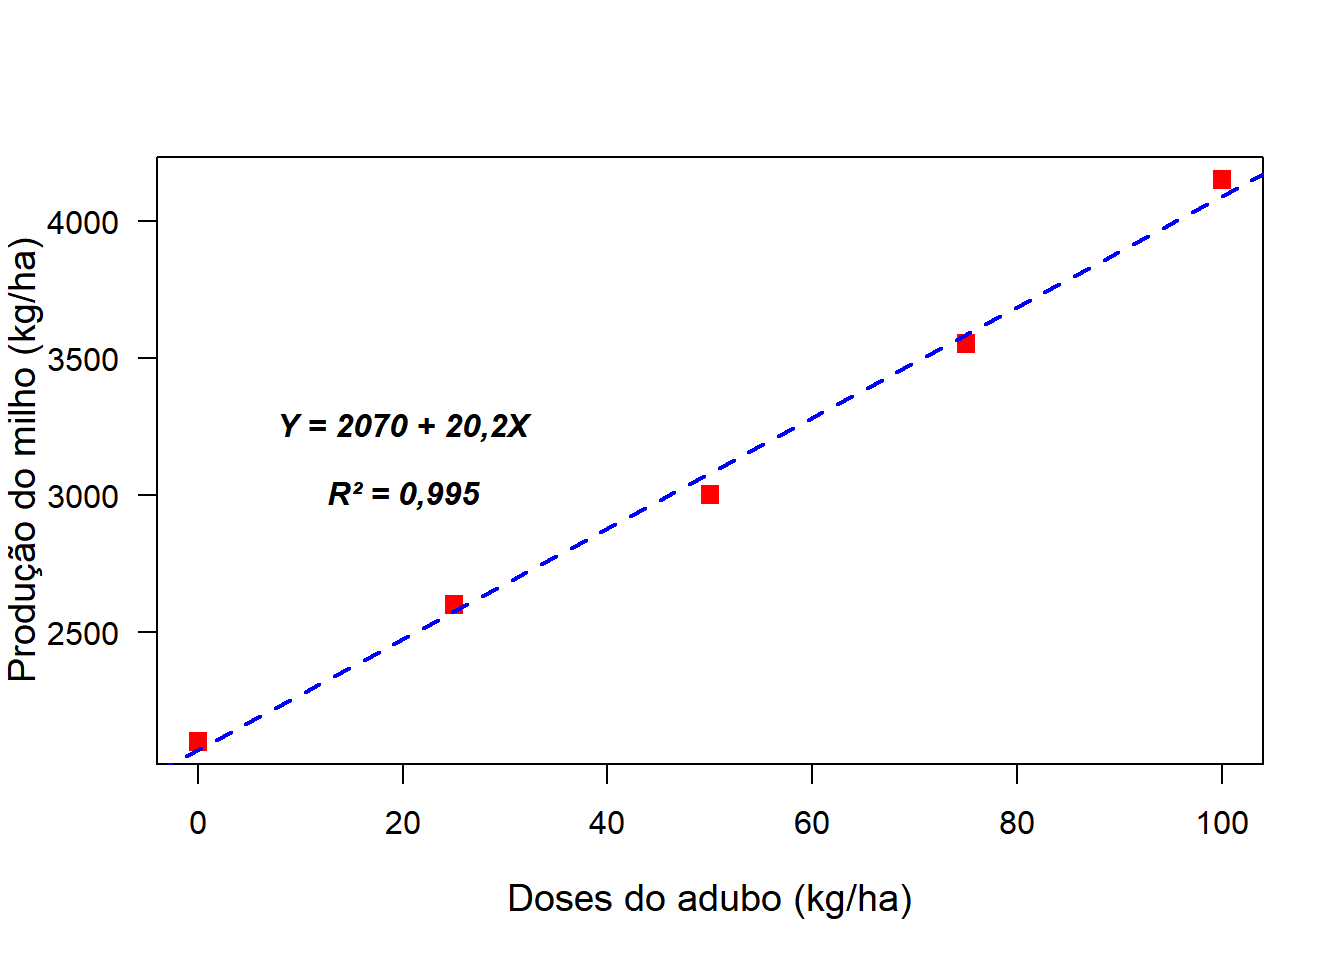 4000
3500
3000
2500
Produção do milho (kg/ha)
Y = 2070 + 20,2X
R² = 0,995
0 20 40 60 80 100
Doses do adubo (kg/ha)